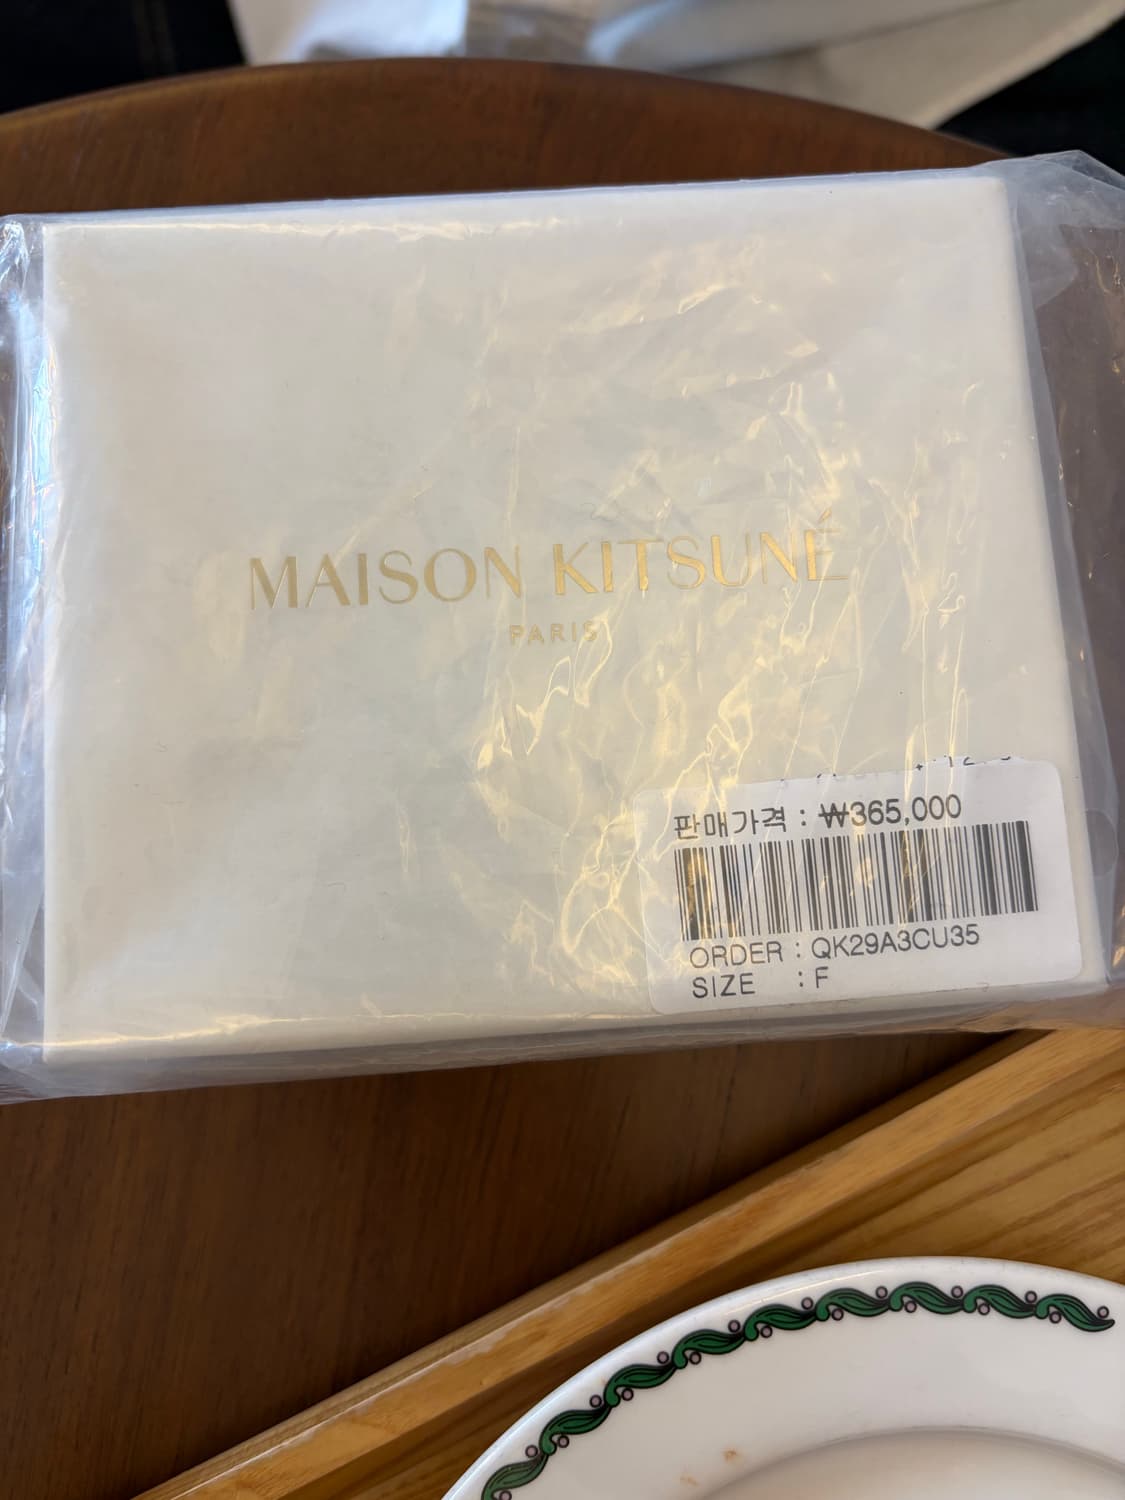 MAISON KITSUNÉ
PARIS
판매가격 : ₩365,000
ORDER : QK29A3CU35
SIZE : F